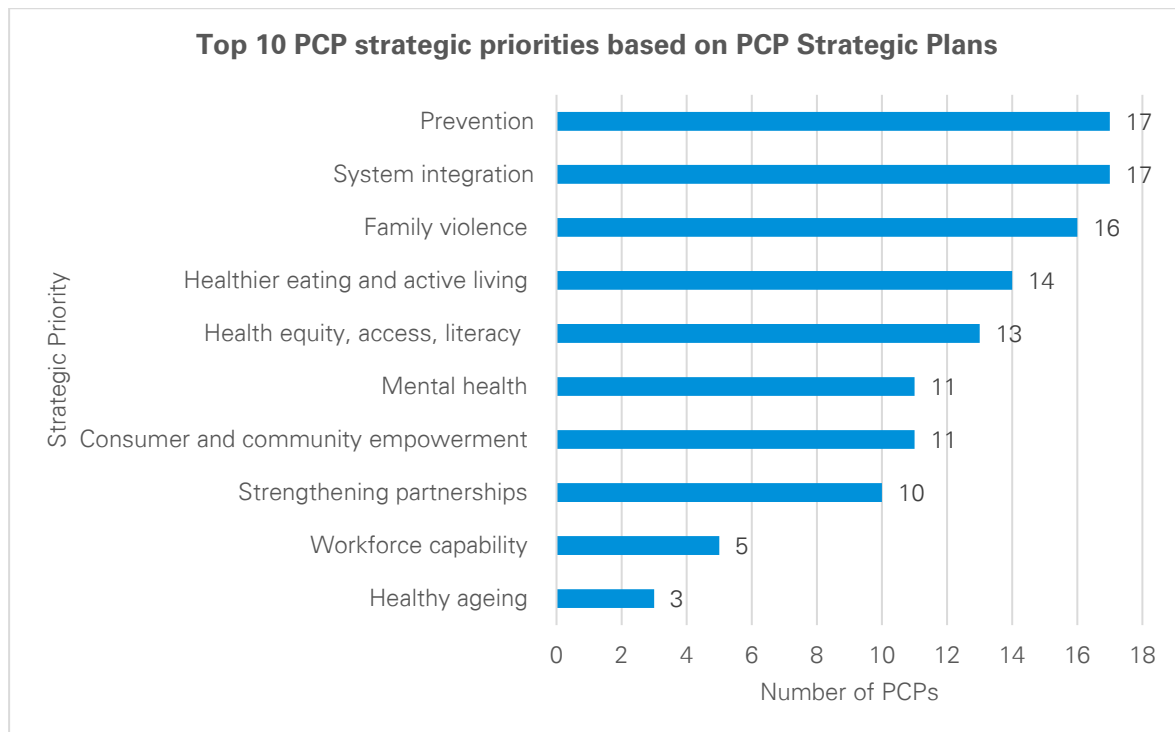 Top 10 PCP strategic priorities based on PCP Strategic Plans
Strategic Priority
Prevention 17
System integration 17
Family violence 16
Healthier eating and active living 14
Health equity, access, literacy 13
Mental health 11
Consumer and community empowerment 11
Strengthening partnerships 10
Workforce capability 5
Healthy ageing 3
0 2 4 6 8 10 12 14 16 18
Number of PCPs